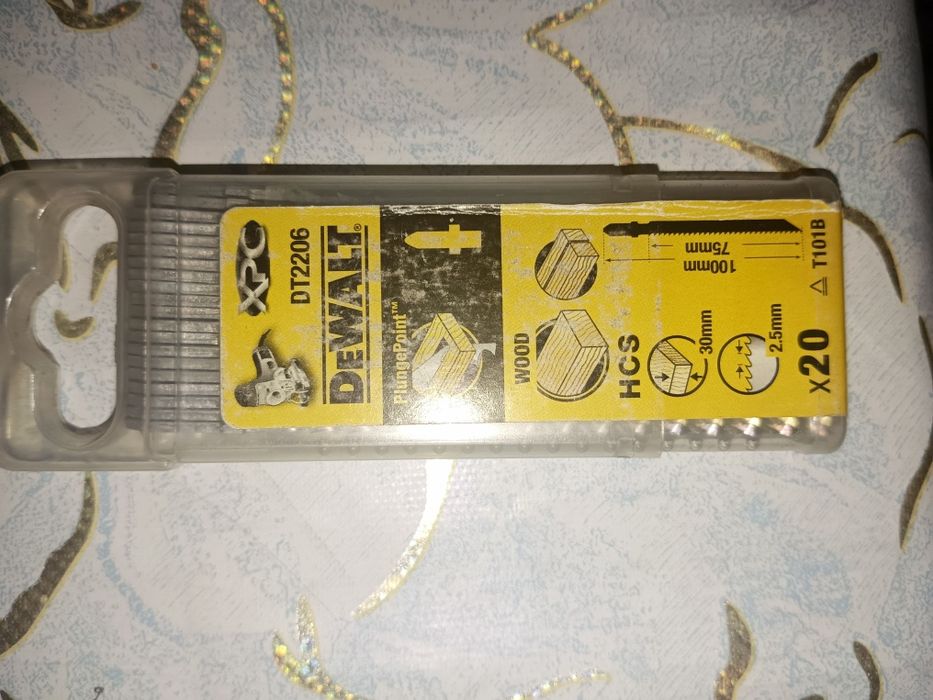 XPC
DT2206
DEWALT®
PlungePoint™
WOOD
HCS
30mm
2.5mm
100mm
75mm
x20
T101B